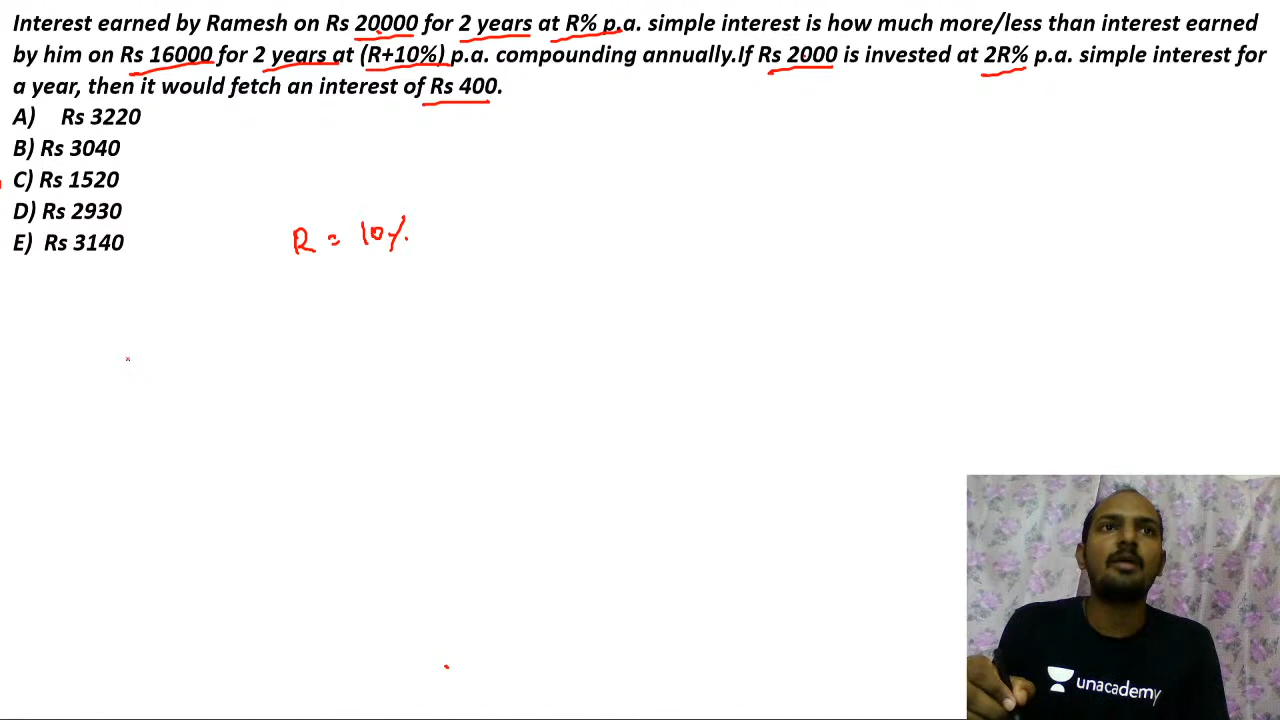 Interest earned by Ramesh on Rs 20000 for 2 years at R% p.a. simple interest is how much more/less than interest earned
by him on Rs 16000 for 2 years at (R+10%) p.a. compounding annually.If Rs 2000 is invested at 2R% p.a. simple interest for
a year, then it would fetch an interest of Rs 400.
A) Rs 3220
B) Rs 3040
C) Rs 1520
D) Rs 2930
E) Rs 3140
R = 10%
unacademy